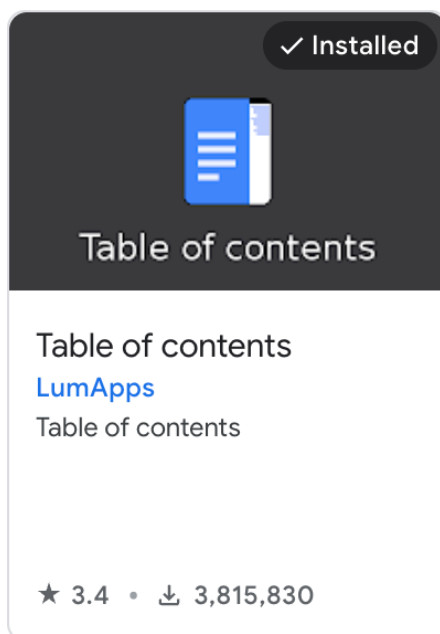 Installed
Table of contents
Table of contents
LumApps
Table of contents
3.4 • 3,815,830